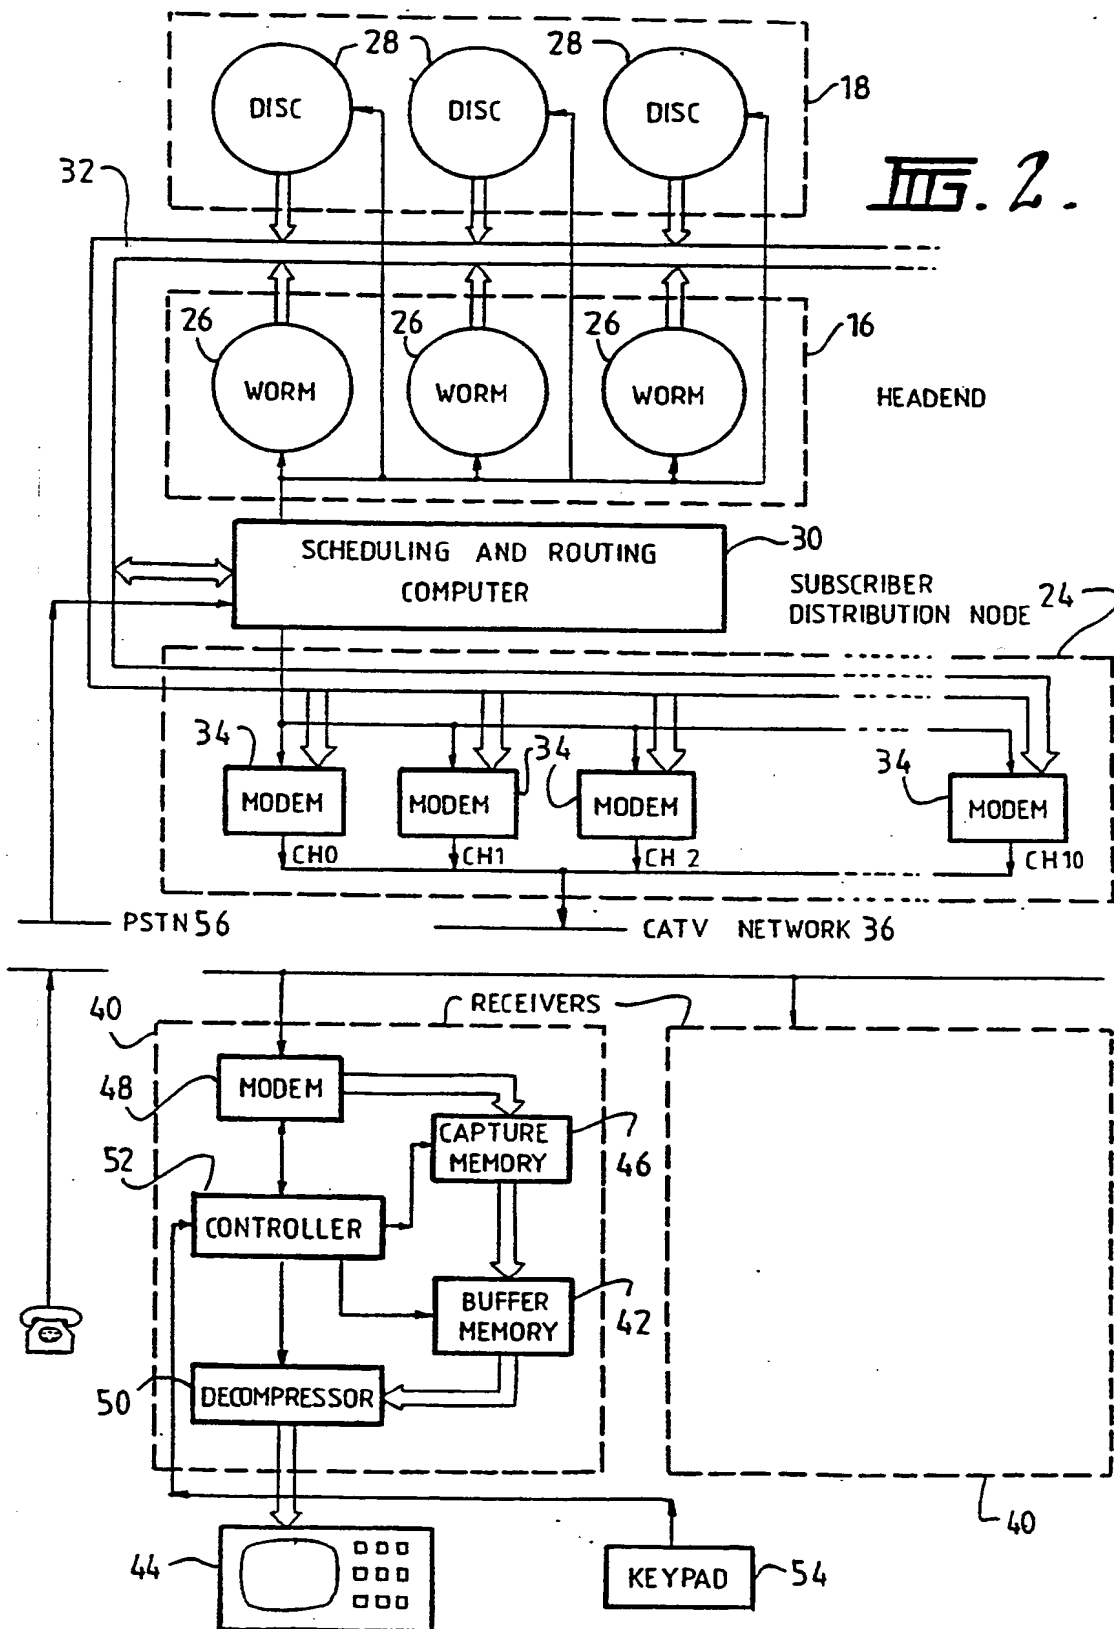 28 28
DISC DISC DISC
18
32
FIG. 2.
26 26 26
16
WORM WORM WORM
HEADEND
SCHEDULING AND ROUTING
COMPUTER
30
SUBSCRIBER
DISTRIBUTION NODE 24
34 34 34 34
MODEM MODEM MODEM MODEM
CH0 CH1 CH 2 CH10
PSTN 56
CATV NETWORK 36
RECEIVERS
40
48
MODEM
CAPTURE
MEMORY
46
52
CONTROLLER
BUFFER
MEMORY
42
50
DECOMPRESSOR
40
44
KEYPAD
54